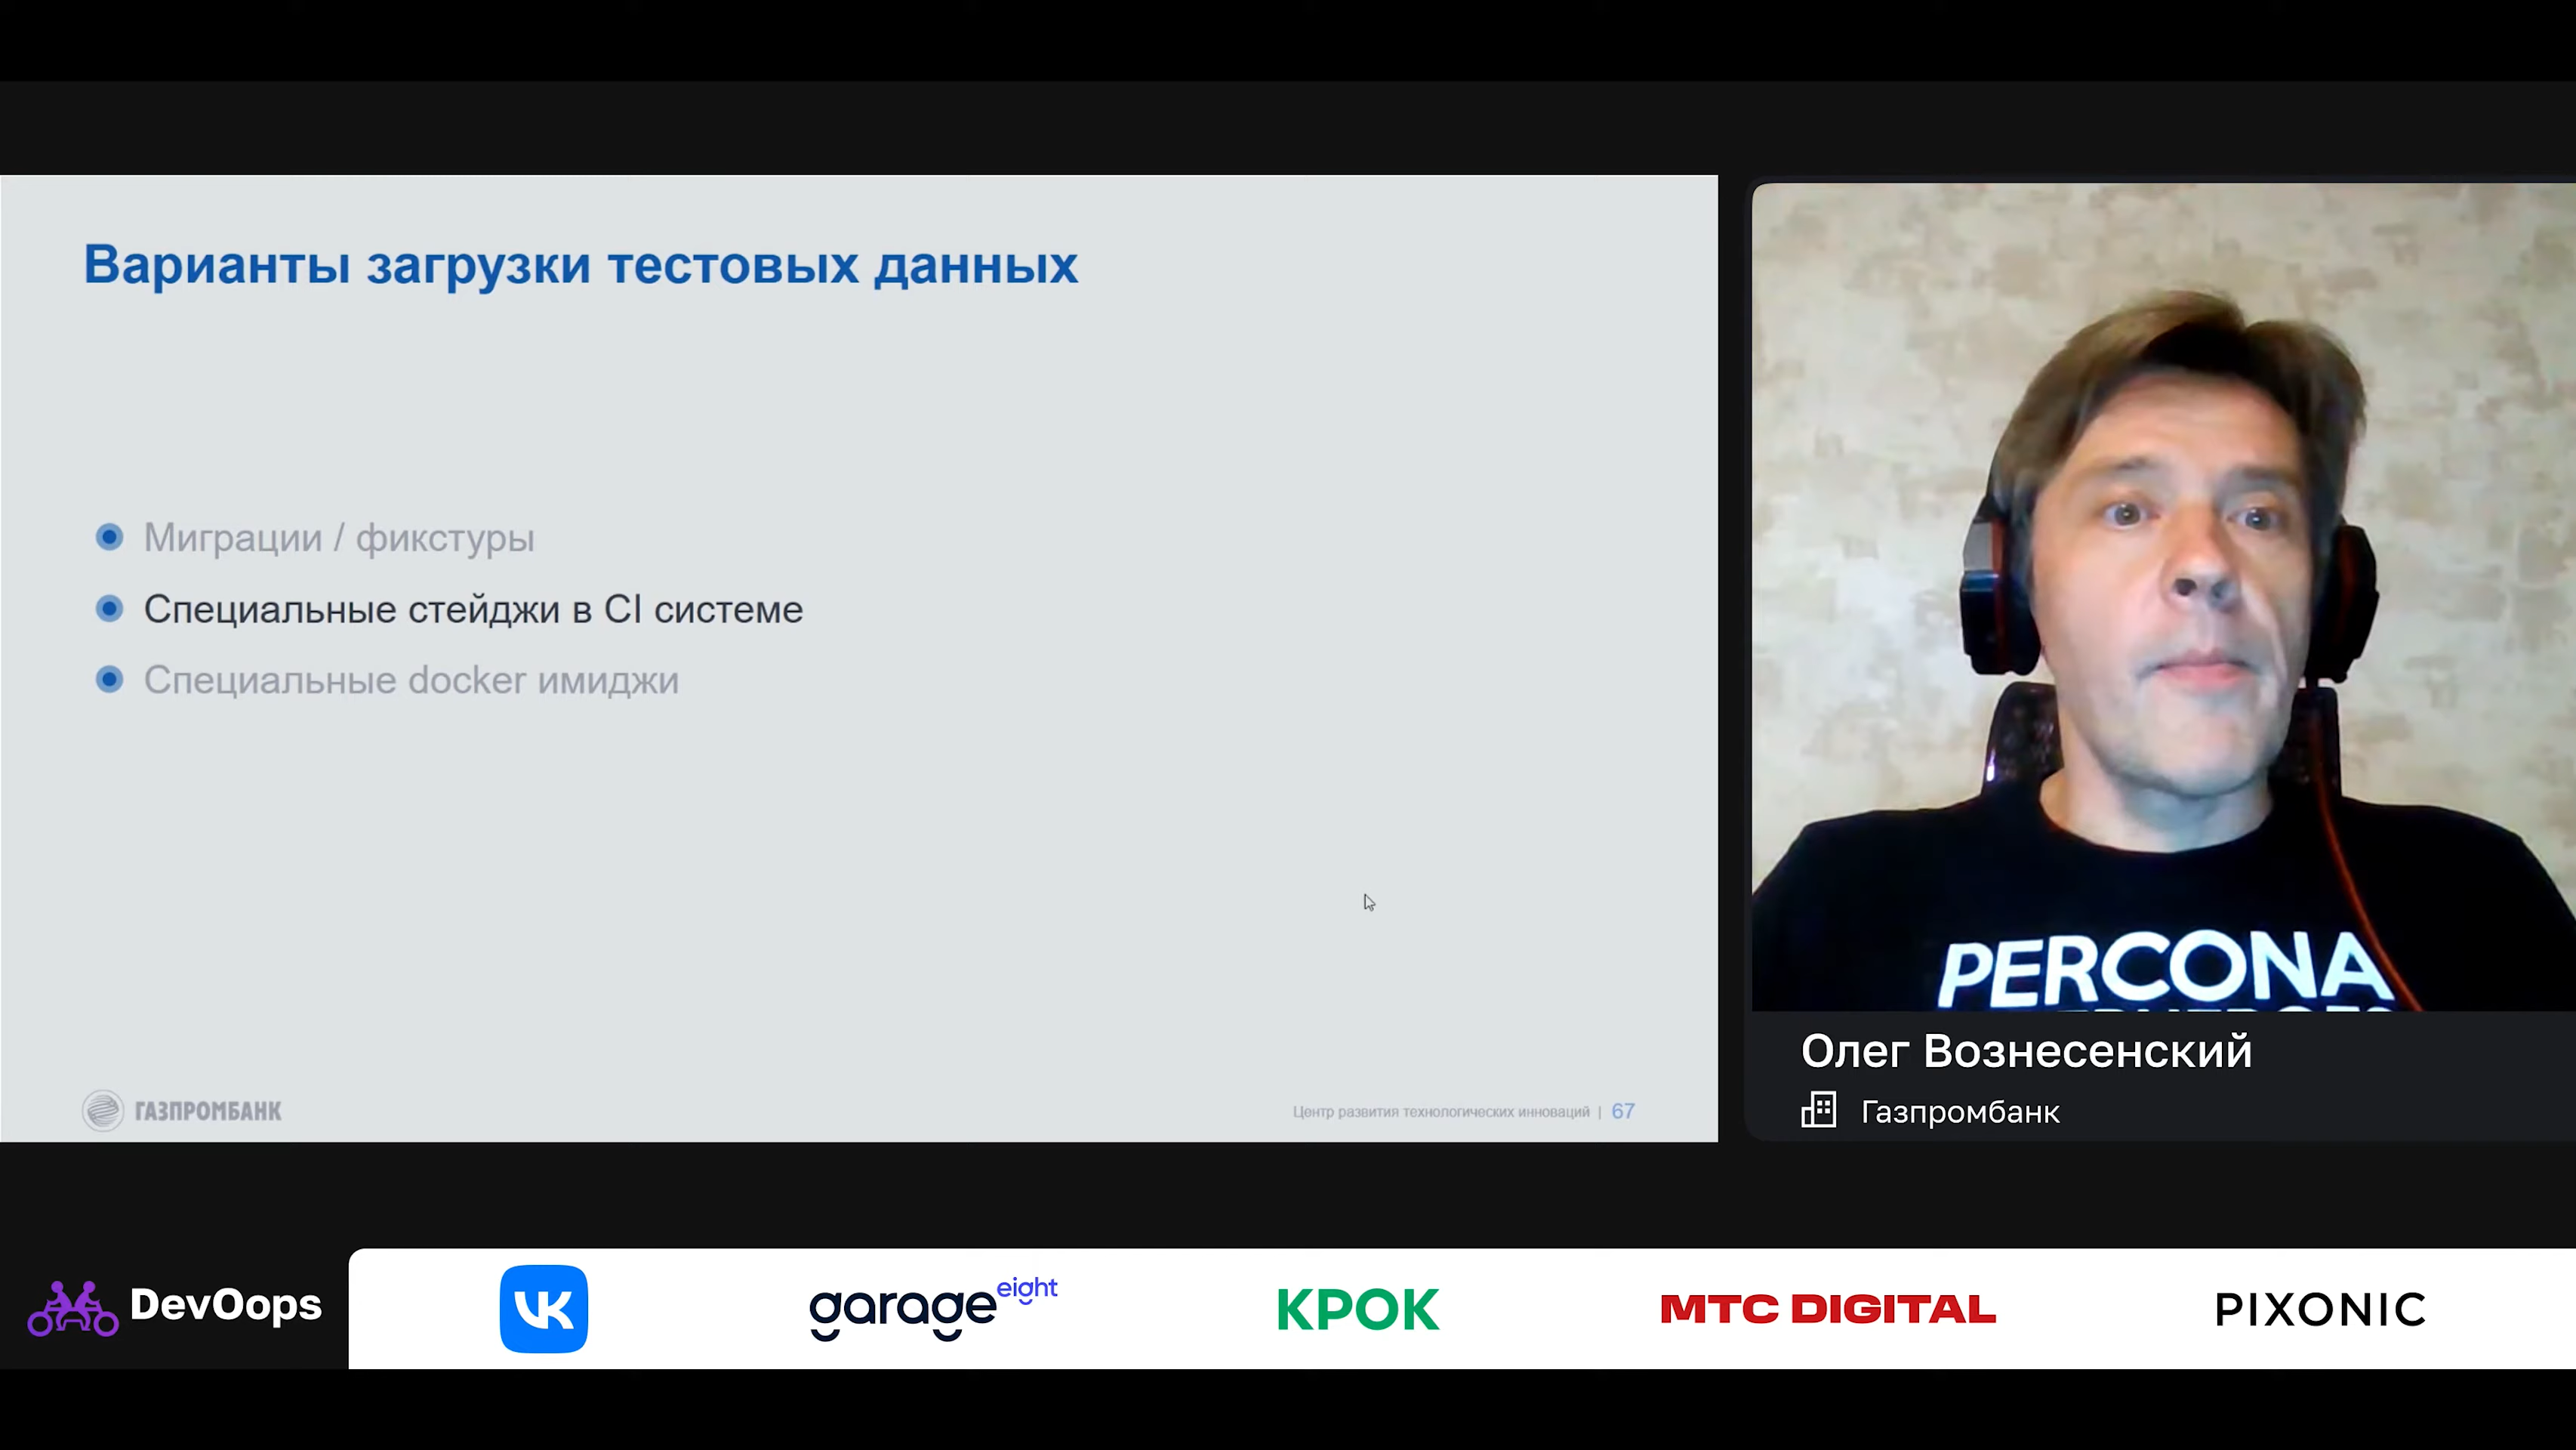 Варианты загрузки тестовых данных
Миграции / фикстуры
Специальные стейджи в CI системе
Специальные docker имиджи
ГАЗПРОМБАНК
Центр развития технологических инноваций | 67
PERCONA
Олег Вознесенский
Газпромбанк
DevOops
VK
garage eight
КРОК
МТС DIGITAL
PIXONIC